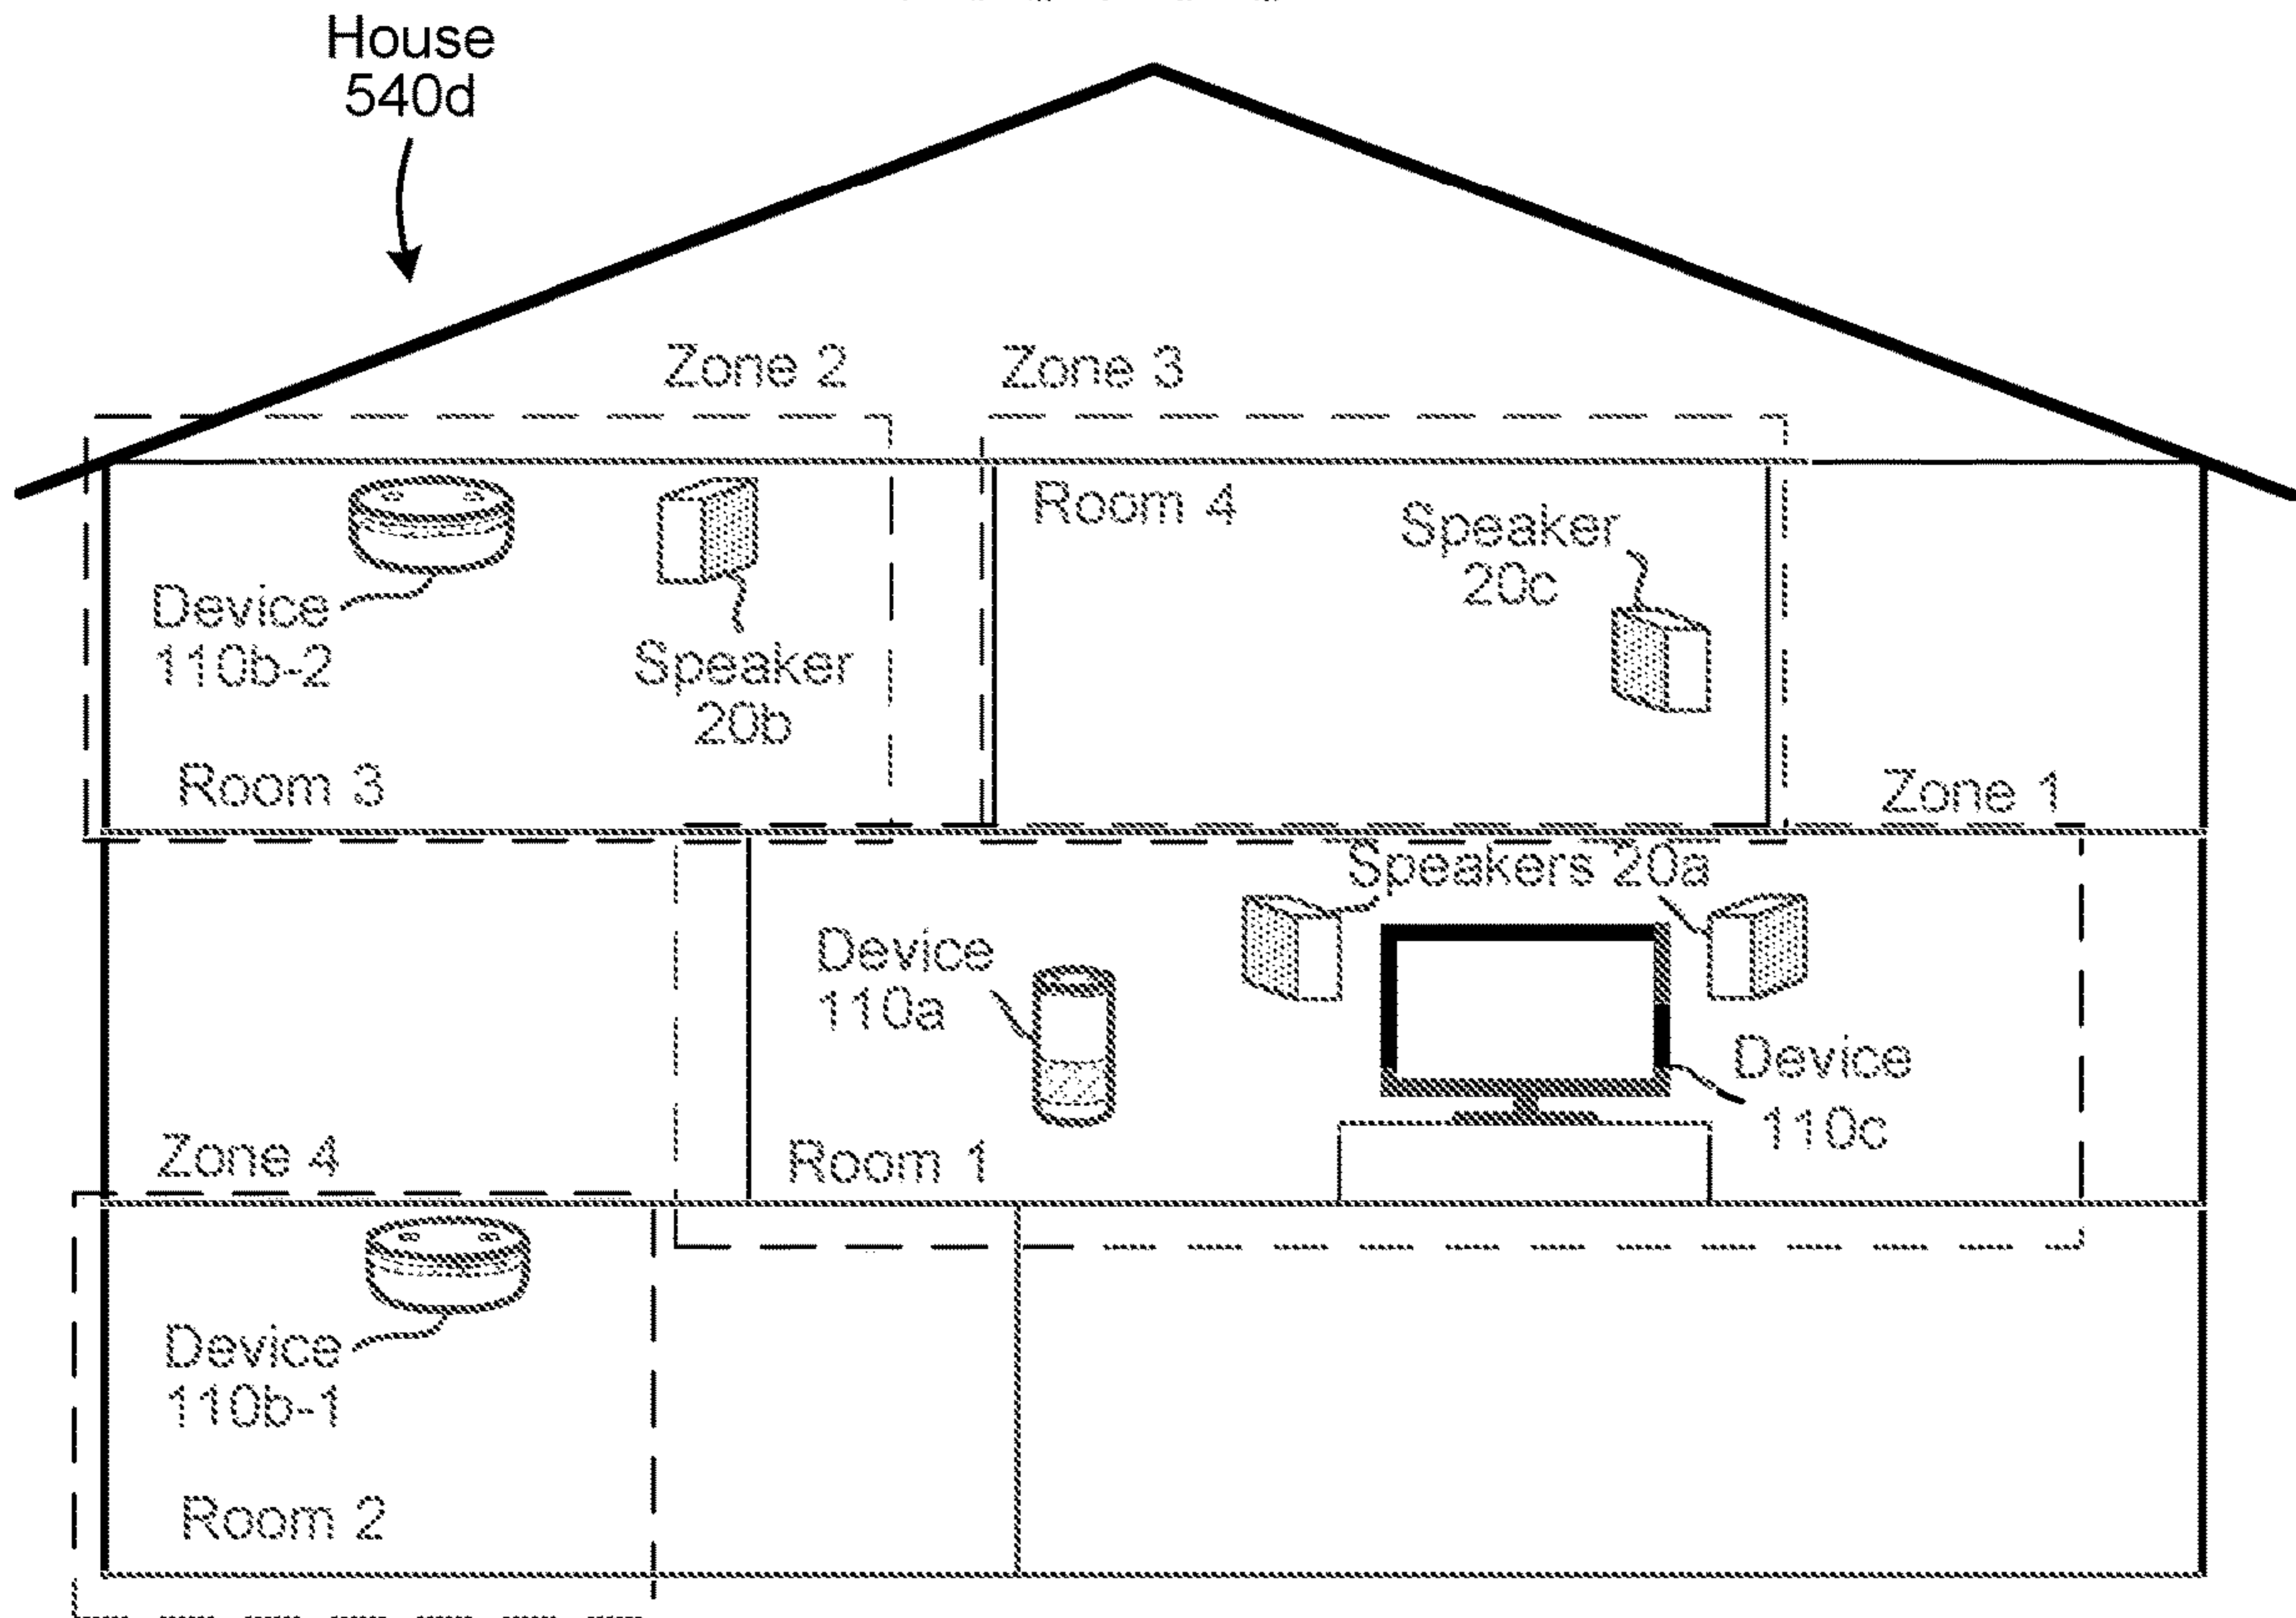 House
540d
Zone 2
Zone 3
Room 4
Speaker
20c
Device
110b-2
Speaker
20b
Room 3
Zone 1
Speakers 20a
Device
110a
Device
110c
Zone 4
Room 1
Device
110b-1
Room 2